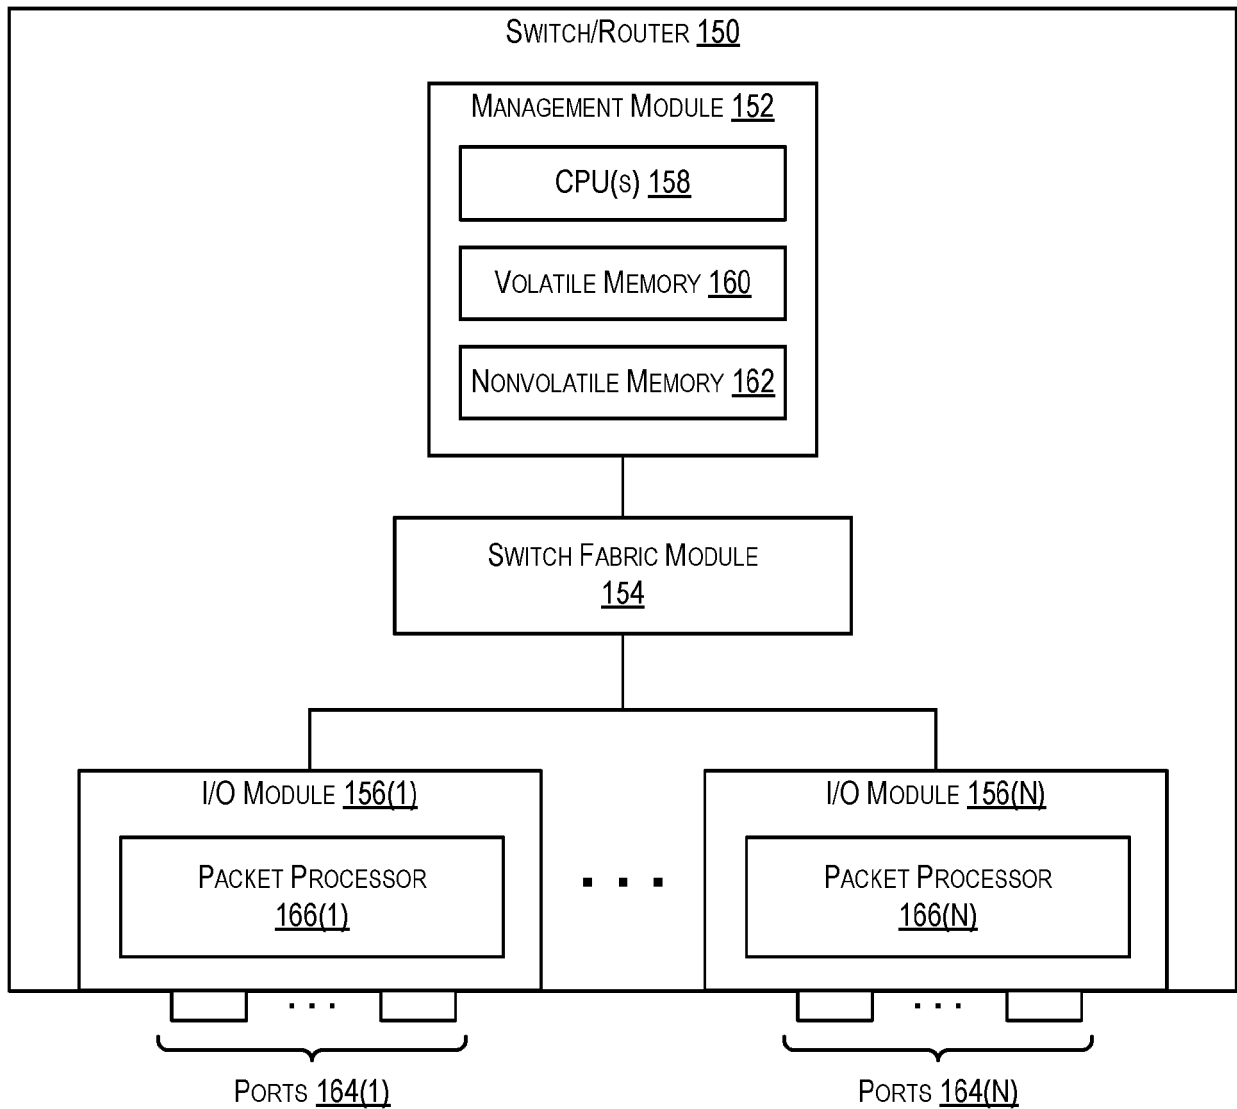 SWITCH/ROUTER 150
MANAGEMENT MODULE 152
CPU(S) 158
VOLATILE MEMORY 160
NONVOLATILE MEMORY 162
SWITCH FABRIC MODULE
154
I/O MODULE 156(1)
PACKET PROCESSOR
166(1)
. . .
I/O MODULE 156(N)
PACKET PROCESSOR
166(N)
. . .
. . .
PORTS 164(1)
PORTS 164(N)